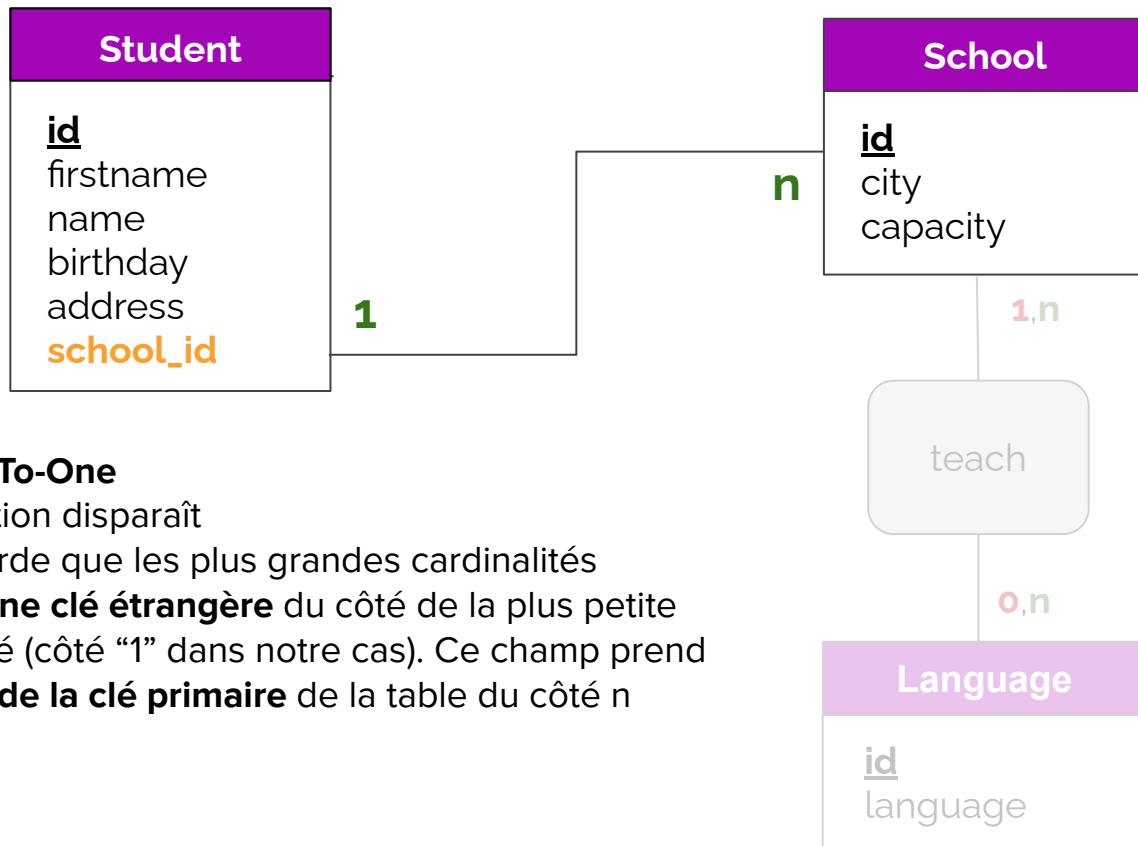 Student
id
firstname
name
birthday
address
school_id
1
n
School
id
city
capacity
1,n
teach
0,n
Language
id
language
To-One
tion disparaît
rde que les plus grandes cardinalités
ne clé étrangère du côté de la plus petite
é (côté “1” dans notre cas). Ce champ prend
de la clé primaire de la table du côté n